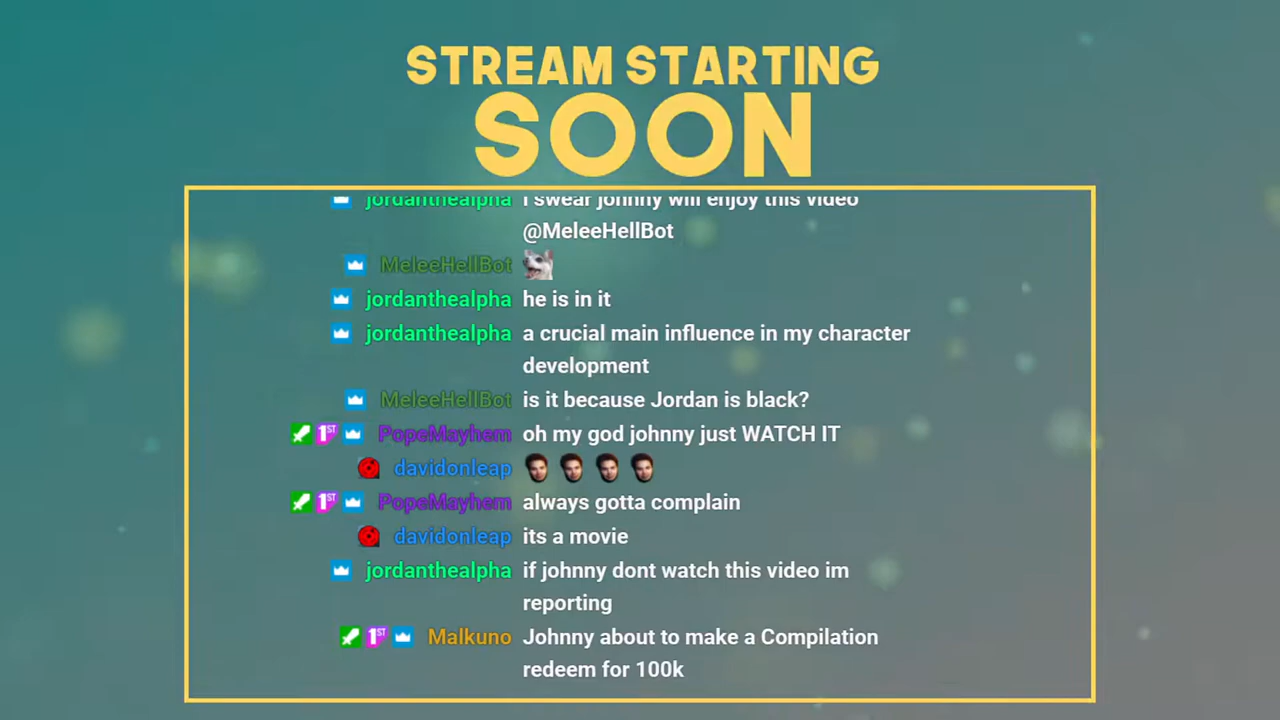 STREAM STARTING
SOON
jordanthealpha i swear johnny will enjoy this video
@MeleeHellBot
MeleeHellBot
jordanthealpha he is in it
jordanthealpha a crucial main influence in my character
development
MeleeHellBot is it because Jordan is black?
1ST PopeMayhem oh my god johnny just WATCH IT
davidonleap
1ST PopeMayhem always gotta complain
davidonleap its a movie
jordanthealpha if johnny dont watch this video im
reporting
1ST Malkuno Johnny about to make a Compilation
redeem for 100k